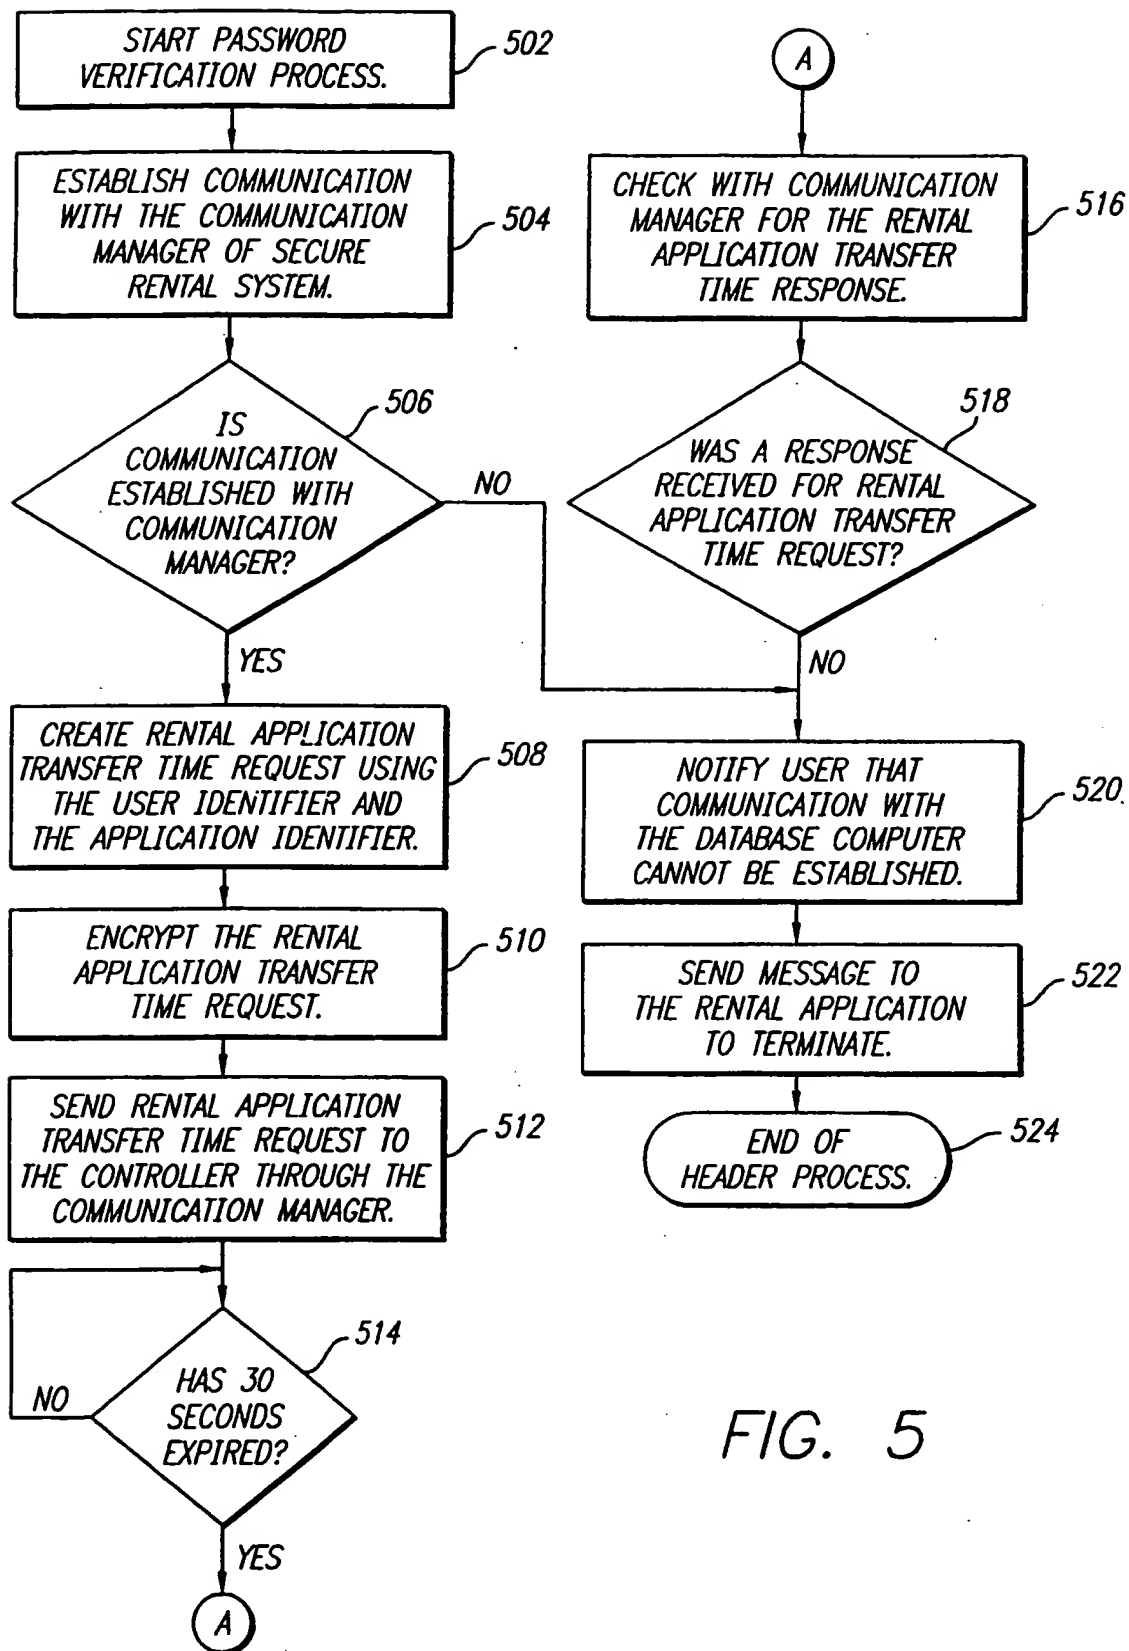 START PASSWORD
VERIFICATION PROCESS.
502
ESTABLISH COMMUNICATION
WITH THE COMMUNICATION
MANAGER OF SECURE
RENTAL SYSTEM.
504
IS
COMMUNICATION
ESTABLISHED WITH
COMMUNICATION
MANAGER?
506
NO
YES
CREATE RENTAL APPLICATION
TRANSFER TIME REQUEST USING
THE USER IDENTIFIER AND
THE APPLICATION IDENTIFIER.
508
ENCRYPT THE RENTAL
APPLICATION TRANSFER
TIME REQUEST.
510
SEND RENTAL APPLICATION
TRANSFER TIME REQUEST TO
THE CONTROLLER THROUGH THE
COMMUNICATION MANAGER.
512
HAS 30
SECONDS
EXPIRED?
514
NO
YES
A
A
CHECK WITH COMMUNICATION
MANAGER FOR THE RENTAL
APPLICATION TRANSFER
TIME RESPONSE.
516
WAS A RESPONSE
RECEIVED FOR RENTAL
APPLICATION TRANSFER
TIME REQUEST?
518
NO
NOTIFY USER THAT
COMMUNICATION WITH
THE DATABASE COMPUTER
CANNOT BE ESTABLISHED.
520
SEND MESSAGE TO
THE RENTAL APPLICATION
TO TERMINATE.
522
END OF
HEADER PROCESS.
524
FIG. 5